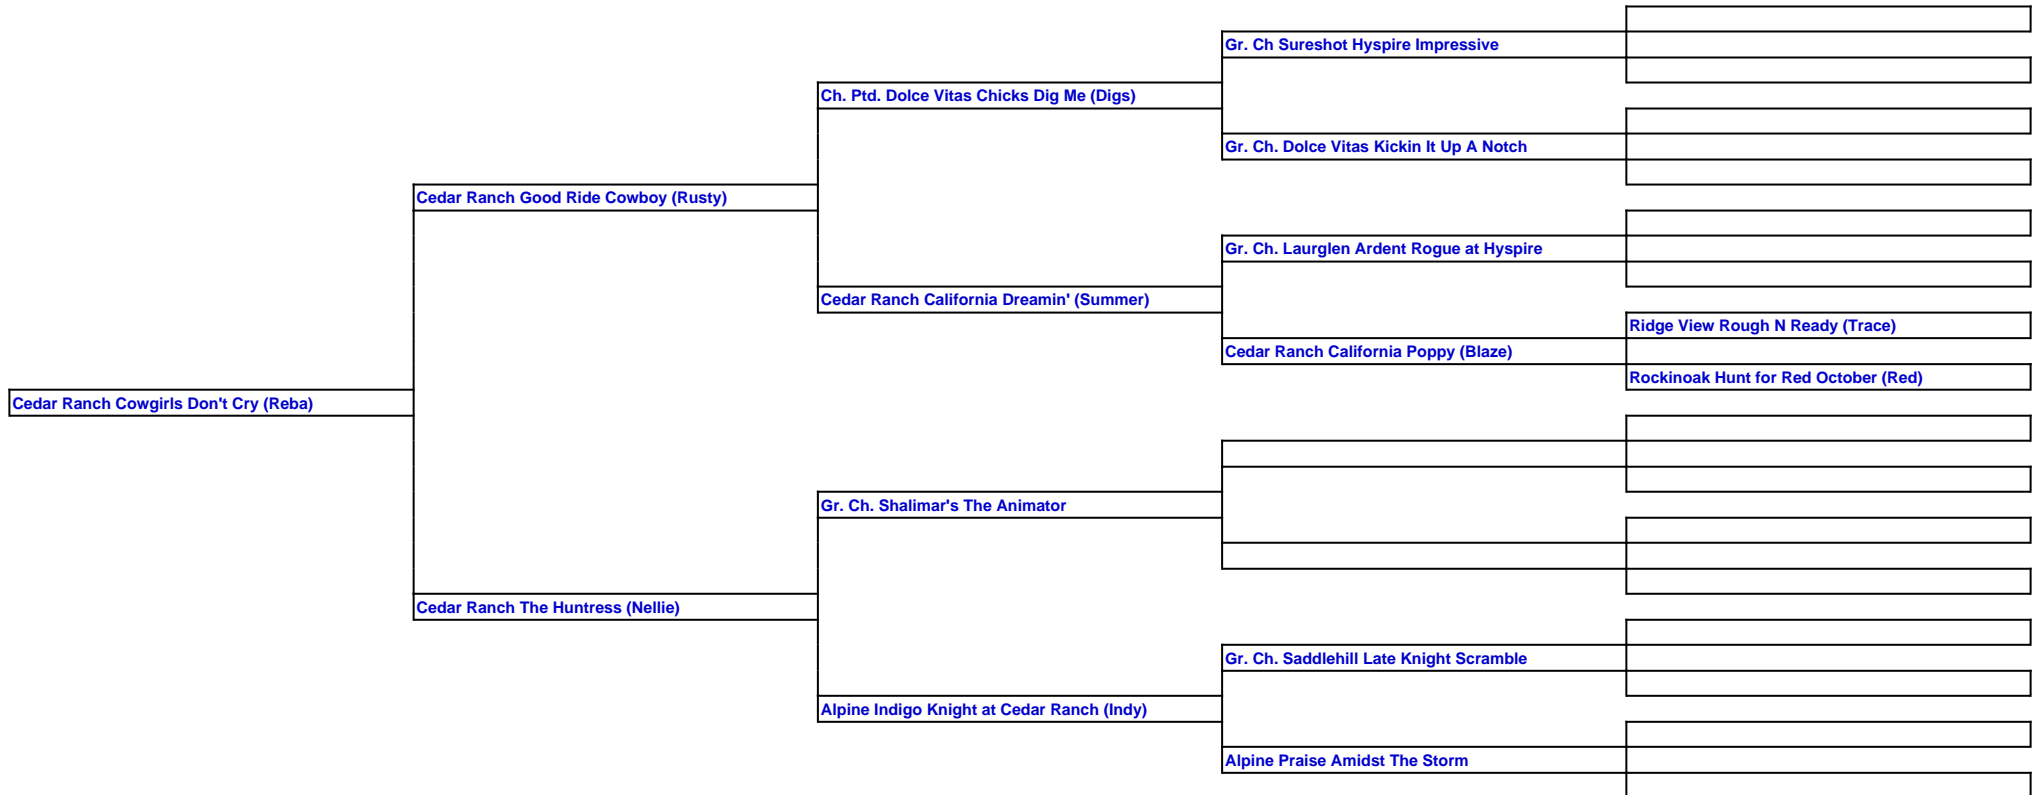 Gr. Ch Sureshot Hyspire Impressive
Ch. Ptd. Dolce Vitas Chicks Dig Me (Digs)
Gr. Ch. Dolce Vitas Kickin It Up A Notch
Cedar Ranch Good Ride Cowboy (Rusty)
Gr. Ch. Laurglen Ardent Rogue at Hyspire
Cedar Ranch California Dreamin' (Summer)
Ridge View Rough N Ready (Trace)
Cedar Ranch California Poppy (Blaze)
Rockinoak Hunt for Red October (Red)
Cedar Ranch Cowgirls Don't Cry (Reba)
Gr. Ch. Shalimar's The Animator
Cedar Ranch The Huntress (Nellie)
Gr. Ch. Saddlehill Late Knight Scramble
Alpine Indigo Knight at Cedar Ranch (Indy)
Alpine Praise Amidst The Storm